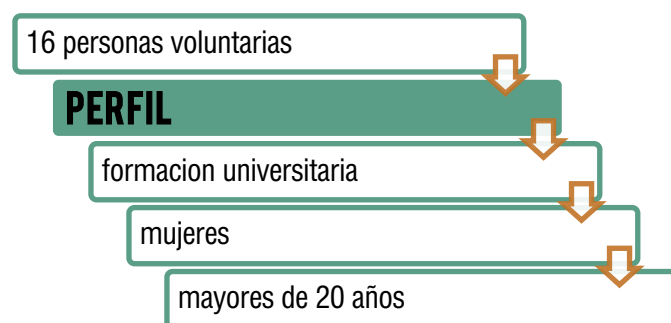 16 personas voluntarias
PERFIL
formacion universitaria
mujeres
mayores de 20 años